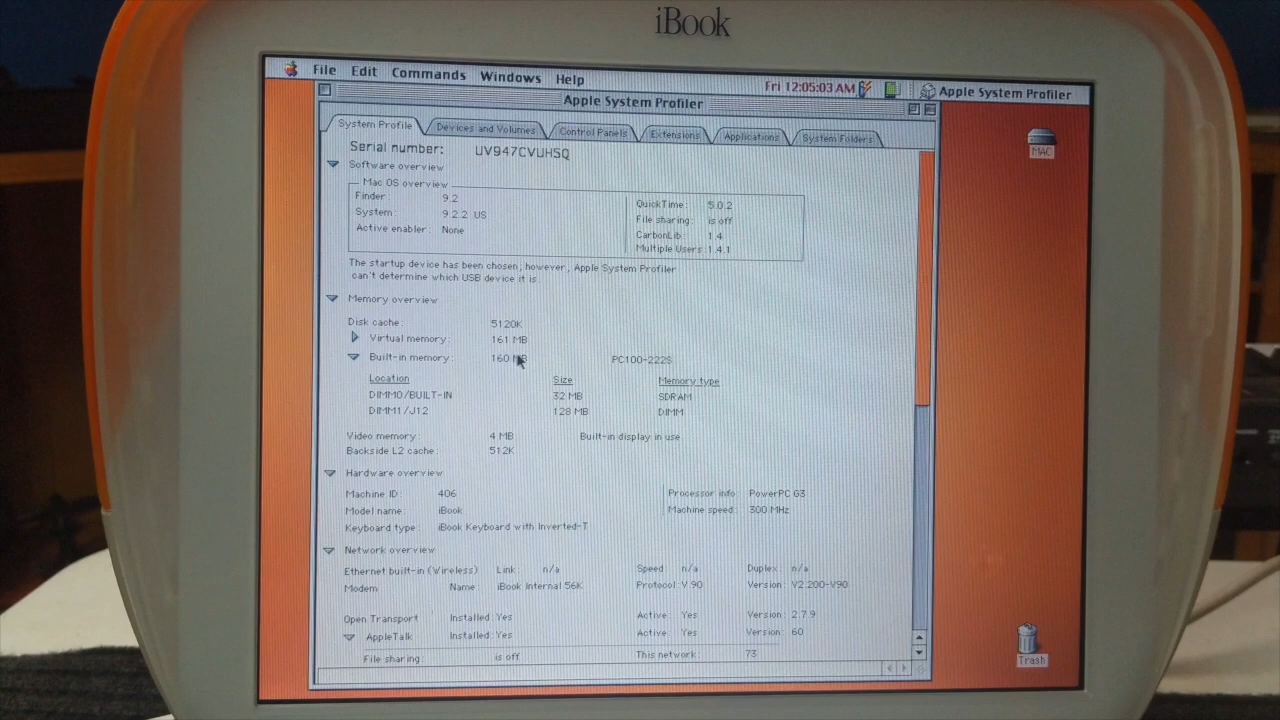 iBook
File Edit Commands Windows Help
Fri 12:05:03 AM
Apple System Profiler
Apple System Profiler
System Profile Devices and Volumes Control Panels Extensions Applications System Folders
MAC
Serial number: UV947CVUH5Q
Software overview
Mac OS overview
Finder: 9.2
System: 9.2.2 US
Active enabler: None
QuickTime: 5.0.2
File sharing: is off
CarbonLib: 1.4
Multiple Users: 1.4.1
The startup device has been chosen; however, Apple System Profiler
can't determine which USB device it is.
Memory overview
Disk cache: 5120K
Virtual memory: 161 MB
Built-in memory: 160 MB PC100-222S
Location Size Memory type
DIMM0/BUILT-IN 32 MB SDRAM
DIMM1/J12 128 MB DIMM
Video memory: 4 MB Built-in display in use
Backside L2 cache: 512K
Hardware overview
Machine ID: 406 Processor info: PowerPC G3
Model name: iBook Machine speed: 300 MHz
Keyboard type: iBook Keyboard with Inverted-T
Network overview
Ethernet built-in (Wireless) Link: n/a Speed: n/a Duplex: n/a
Modem Name iBook Internal 56K Protocol: V.90 Version: V2.200-V90
Open Transport Installed: Yes Active: Yes Version: 2.7.9
AppleTalk Installed: Yes Active: Yes Version: 60
File sharing: is off This network: 73
Trash